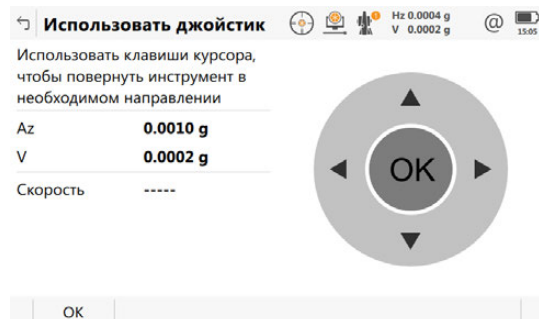 Использовать джойстик
Hz 0.0004 g
V 0.0002 g
@
15:05
Использовать клавиши курсора,
чтобы повернуть инструмент в
необходимом направлении
Az 0.0010 g
V 0.0002 g
Скорость -----
OK
OK